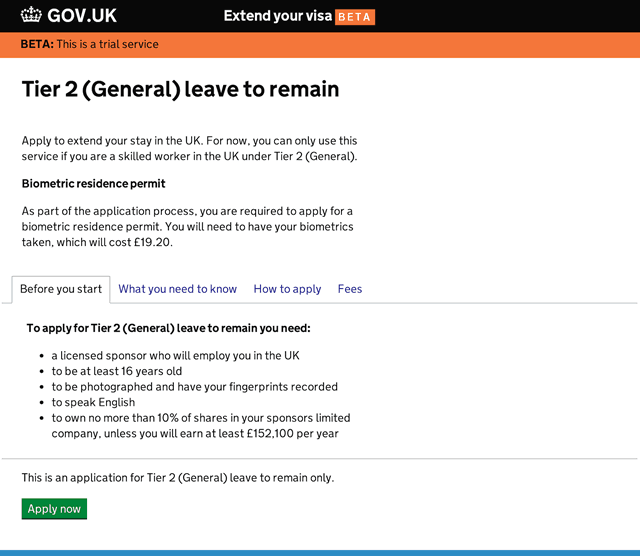 GOV.UK
Extend your visa BETA
BETA: This is a trial service
Tier 2 (General) leave to remain
Apply to extend your stay in the UK. For now, you can only use this
service if you are a skilled worker in the UK under Tier 2 (General).
Biometric residence permit
As part of the application process, you are required to apply for a
biometric residence permit. You will need to have your biometrics
taken, which will cost £19.20.
Before you start
What you need to know
How to apply
Fees
To apply for Tier 2 (General) leave to remain you need:
• a licensed sponsor who will employ you in the UK
• to be at least 16 years old
• to be photographed and have your fingerprints recorded
• to speak English
• to own no more than 10% of shares in your sponsors limited
company, unless you will earn at least £152,100 per year
This is an application for Tier 2 (General) leave to remain only.
Apply now